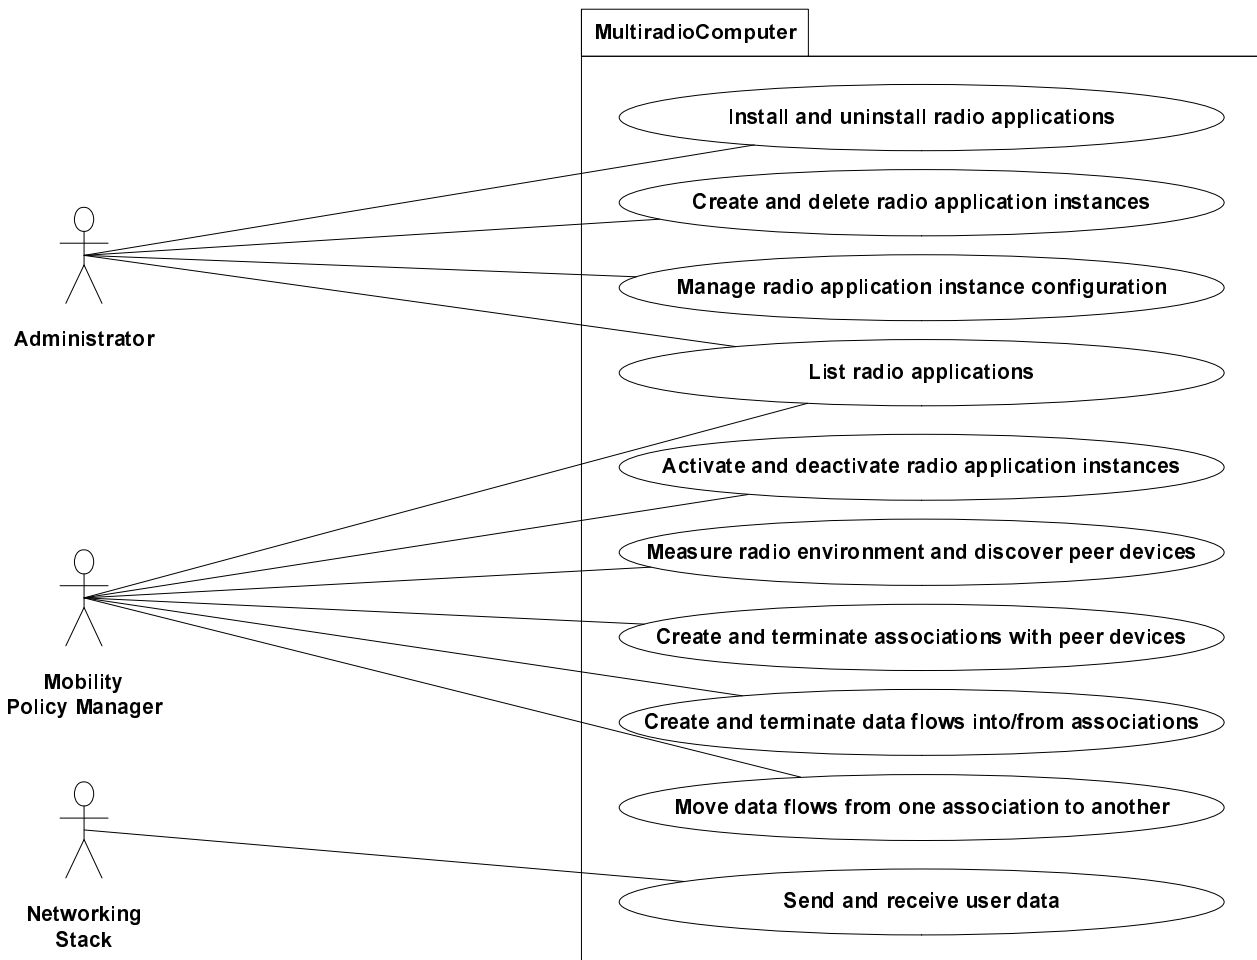 MultiradioComputer
Install and uninstall radio applications
Create and delete radio application instances
Manage radio application instance configuration
Administrator
List radio applications
Activate and deactivate radio application instances
Measure radio environment and discover peer devices
Create and terminate associations with peer devices
Mobility
Policy Manager
Create and terminate data flows into/from associations
Move data flows from one association to another
Send and receive user data
Networking
Stack